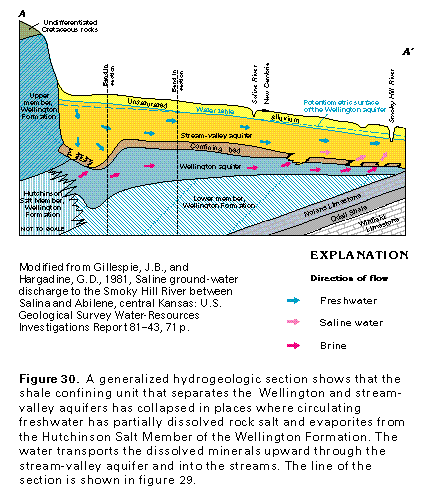 A
Undifferentiated
Cretaceous rocks
A′
Bend in
section
Bend in
section
Saline River
New Cambria
Smoky Hill River
Upper
member,
Wellington
Formation
Unsaturated
Water table
alluvium
Potentiometric surface
of the Wellington aquifer
Stream-valley aquifer
Confining bed
Wellington aquifer
Hutchinson
Salt Member,
Wellington
Formation
NOT TO SCALE
Lower member,
Wellington Formation
Nolans Limestone
Odell Shale
Winfield
Limestone
Modified from Gillespie, J.B., and
Hargadine, G.D., 1981, Saline ground-water
discharge to the Smoky Hill River between
Salina and Abilene, central Kansas: U.S.
Geological Survey Water-Resources
Investigations Report 81–43, 71 p.
EXPLANATION
Direction of flow
Freshwater
Saline water
Brine
Figure 30. A generalized hydrogeologic section shows that the
shale confining unit that separates the Wellington and stream-
valley aquifers has collapsed in places where circulating
freshwater has partially dissolved rock salt and evaporites from
the Hutchinson Salt Member of the Wellington Formation. The
water transports the dissolved minerals upward through the
stream-valley aquifer and into the streams. The line of the
section is shown in figure 29.